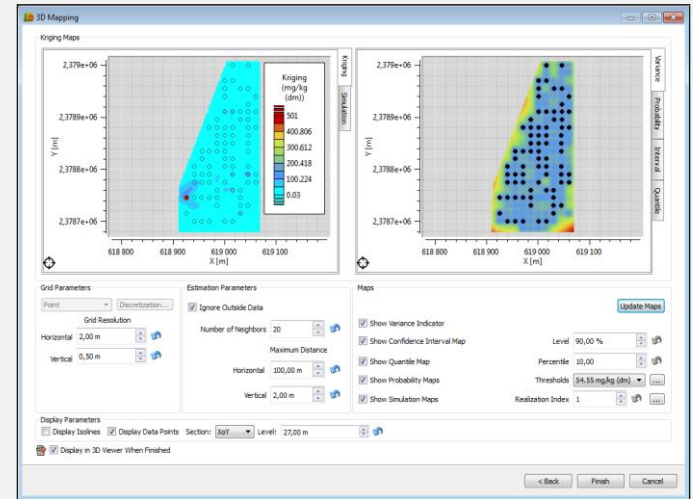 3D Mapping
Kriging Maps
2,379e+06
2,3789e+06
2,3788e+06
2,3787e+06
Y [m]
618 800 618 900 619 000 619 100
X [m]
Kriging
(mg/kg
(dm))
501
400.806
300.612
200.418
100.224
0.03
Kriging
Simulation
2,379e+06
2,3789e+06
2,3788e+06
2,3787e+06
Y [m]
618 800 618 900 619 000 619 100
X [m]
Variance
Probability
Interval
Quantile
Grid Parameters
Point Discretization...
Grid Resolution
Horizontal 2,00 m
Vertical 0,50 m
Estimation Parameters
Ignore Outside Data
Number of Neighbors 20
Maximum Distance
Horizontal 100,00 m
Vertical 2,00 m
Maps
Update Maps
Show Variance Indicator
Show Confidence Interval Map Level 90,00 %
Show Quantile Map Percentile 10,00
Show Probability Maps Thresholds 54.55 mg/kg (dm) ...
Show Simulation Maps Realization Index 1 ...
Display Parameters
Display Isolines Display Data Points Section: XoY Level: 27,00 m
Display in 3D Viewer When Finished
< Back Finish Cancel